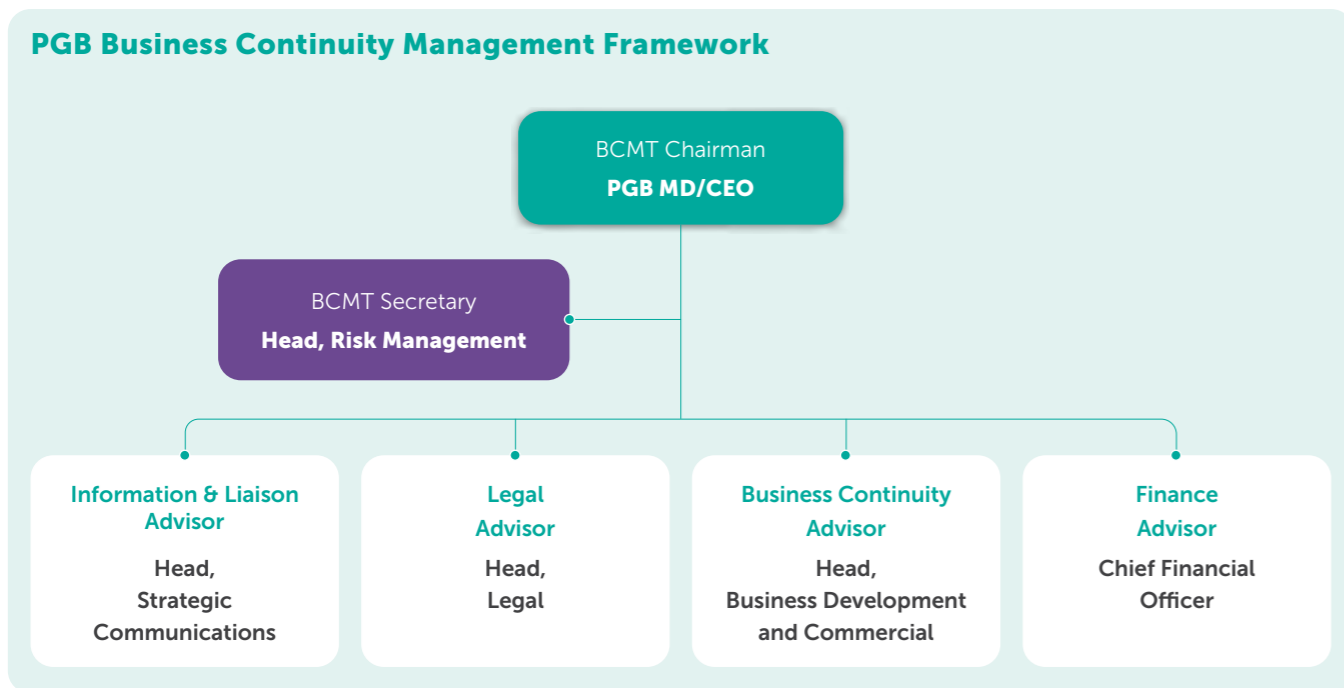 PGB Business Continuity Management Framework
BCMT Chairman
PGB MD/CEO
BCMT Secretary
Head, Risk Management
Information & Liaison
Advisor
Head,
Strategic
Communications
Legal
Advisor
Head,
Legal
Business Continuity
Advisor
Head,
Business Development
and Commercial
Finance
Advisor
Chief Financial
Officer